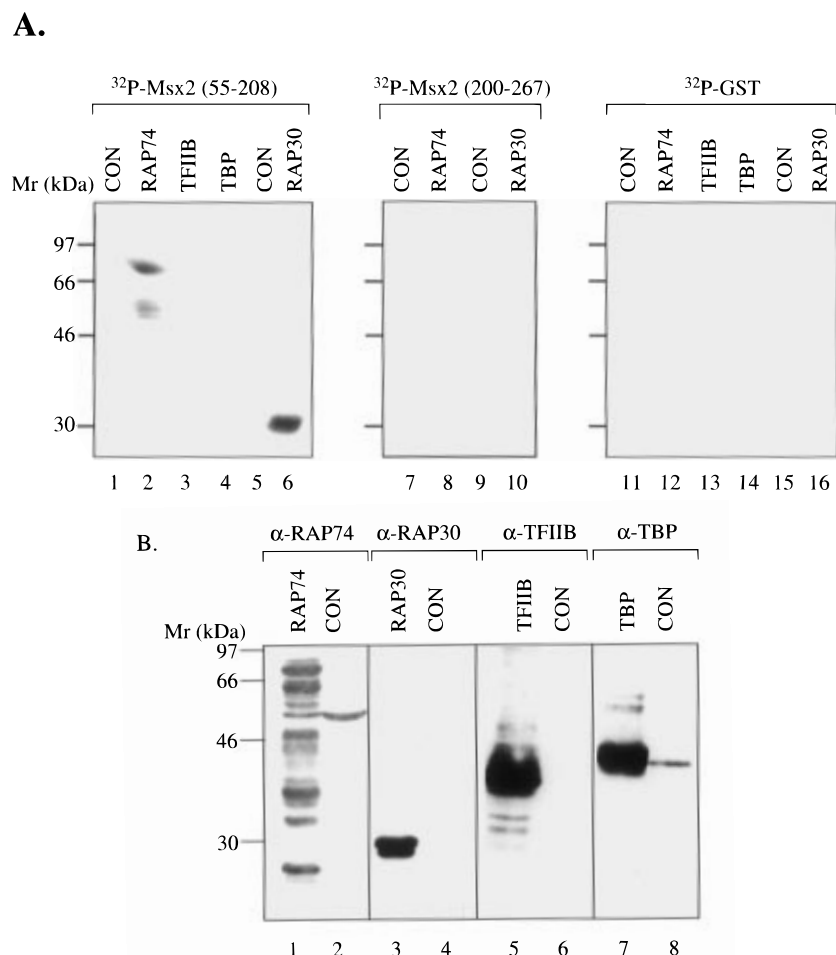 A.
³²P-Msx2 (55-208) ³²P-Msx2 (200-267) ³²P-GST
Mr (kDa) CON RAP74 TFIIB TBP CON RAP30 CON RAP74 CON RAP30 CON RAP74 TFIIB TBP CON RAP30
97
66
46
30
1 2 3 4 5 6 7 8 9 10 11 12 13 14 15 16
B.
α-RAP74 α-RAP30 α-TFIIB α-TBP
Mr (kDa) RAP74 CON RAP30 CON TFIIB CON TBP CON
97
66
46
30
1 2 3 4 5 6 7 8